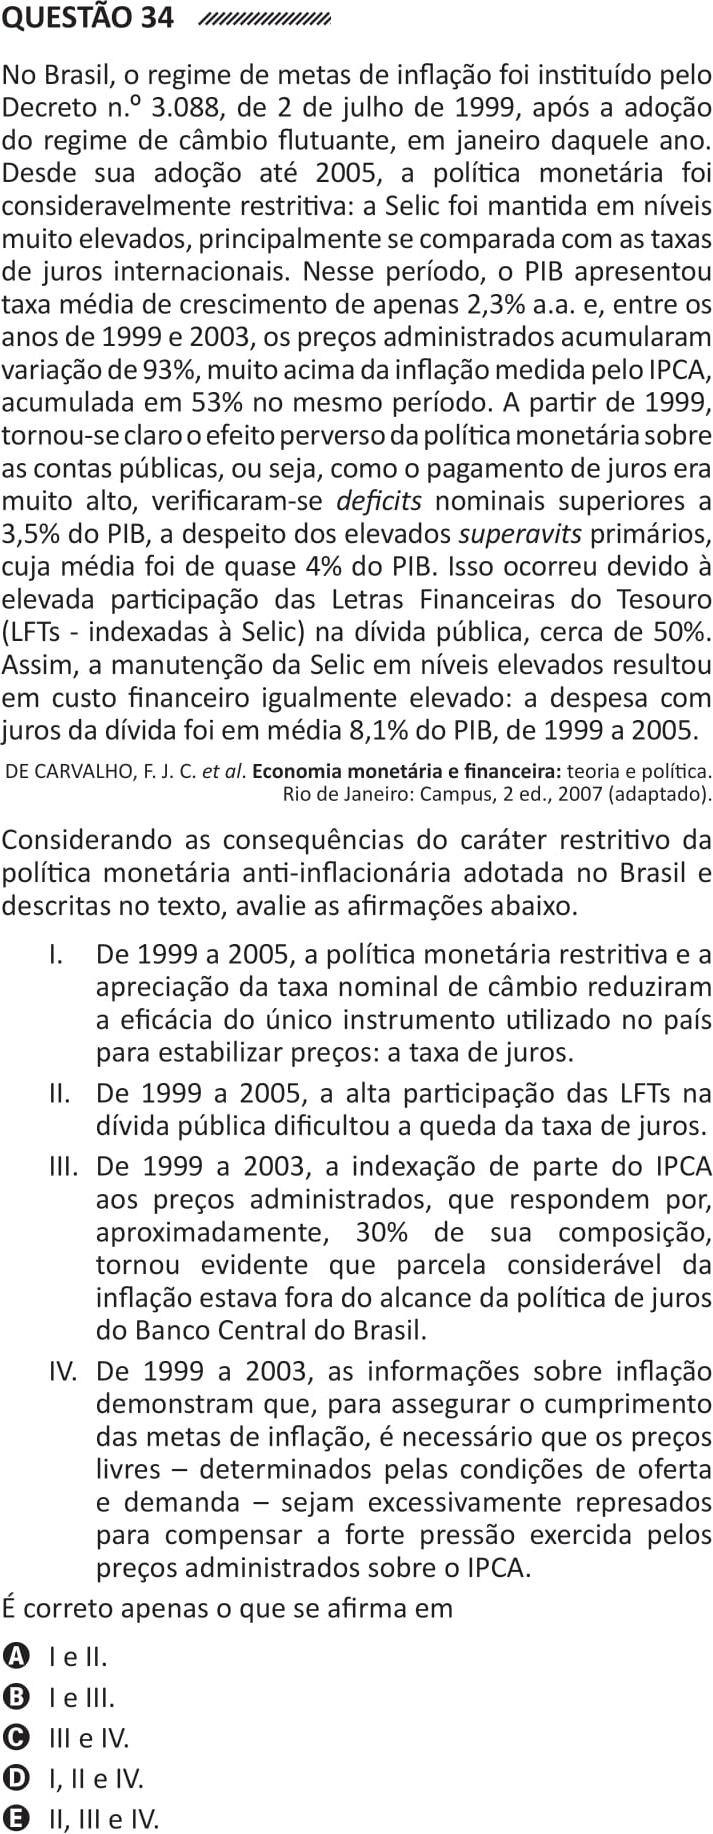 QUESTÃO 34
No Brasil, o regime de metas de inflação foi instituído pelo
Decreto n.º 3.088, de 2 de julho de 1999, após a adoção
do regime de câmbio flutuante, em janeiro daquele ano.
Desde sua adoção até 2005, a política monetária foi
consideravelmente restritiva: a Selic foi mantida em níveis
muito elevados, principalmente se comparada com as taxas
de juros internacionais. Nesse período, o PIB apresentou
taxa média de crescimento de apenas 2,3% a.a. e, entre os
anos de 1999 e 2003, os preços administrados acumularam
variação de 93%, muito acima da inflação medida pelo IPCA,
acumulada em 53% no mesmo período. A partir de 1999,
tornou-se claro o efeito perverso da política monetária sobre
as contas públicas, ou seja, como o pagamento de juros era
muito alto, verificaram-se deficits nominais superiores a
3,5% do PIB, a despeito dos elevados superavits primários,
cuja média foi de quase 4% do PIB. Isso ocorreu devido à
elevada participação das Letras Financeiras do Tesouro
(LFTs - indexadas à Selic) na dívida pública, cerca de 50%.
Assim, a manutenção da Selic em níveis elevados resultou
em custo financeiro igualmente elevado: a despesa com
juros da dívida foi em média 8,1% do PIB, de 1999 a 2005.
DE CARVALHO, F. J. C. et al. Economia monetária e financeira: teoria e política.
Rio de Janeiro: Campus, 2 ed., 2007 (adaptado).
Considerando as consequências do caráter restritivo da
política monetária anti-inflacionária adotada no Brasil e
descritas no texto, avalie as afirmações abaixo.
I. De 1999 a 2005, a política monetária restritiva e a
apreciação da taxa nominal de câmbio reduziram
a eficácia do único instrumento utilizado no país
para estabilizar preços: a taxa de juros.
II. De 1999 a 2005, a alta participação das LFTs na
dívida pública dificultou a queda da taxa de juros.
III. De 1999 a 2003, a indexação de parte do IPCA
aos preços administrados, que respondem por,
aproximadamente, 30% de sua composição,
tornou evidente que parcela considerável da
inflação estava fora do alcance da política de juros
do Banco Central do Brasil.
IV. De 1999 a 2003, as informações sobre inflação
demonstram que, para assegurar o cumprimento
das metas de inflação, é necessário que os preços
livres – determinados pelas condições de oferta
e demanda – sejam excessivamente represados
para compensar a forte pressão exercida pelos
preços administrados sobre o IPCA.
É correto apenas o que se afirma em
A I e II.
B I e III.
C III e IV.
D I, II e IV.
E II, III e IV.